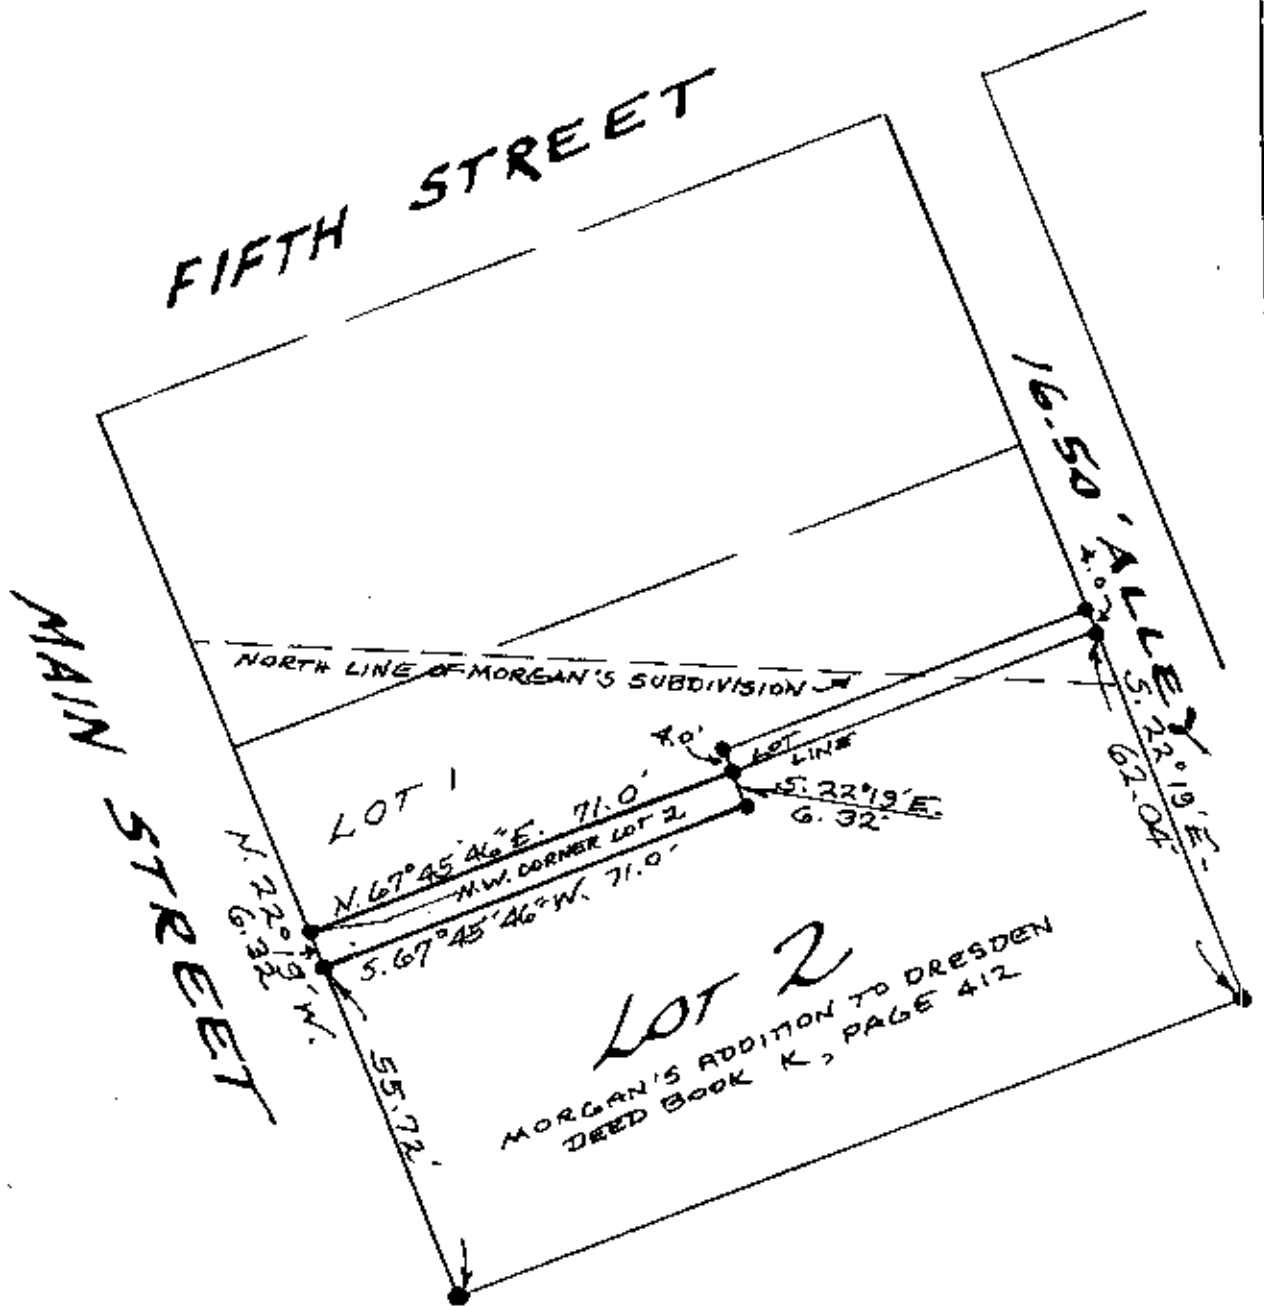 FIFTH STREET
16.50' ALLEY
4.0'
NORTH LINE OF MORGAN'S SUBDIVISION
MAIN STREET
4.0'
LOT
LINE
S. 22° 19' E.
6.32'
S. 22° 19' E.
62.04'
LOT 1
N. 67° 45' 46" E. 71.0'
N.W. CORNER LOT 2
S. 67° 45' 46" W. 71.0'
N. 22° 19' W.
6.32
55.72'
LOT 2
MORGAN'S ADDITION TO DRESDEN
DEED BOOK K, PAGE 412